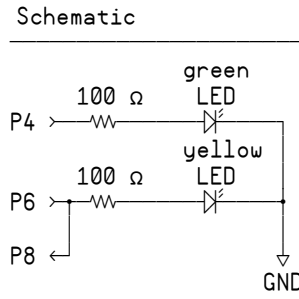 Schematic
green
100 Ω LED
P4
yellow
100 Ω LED
P6
P8
GND